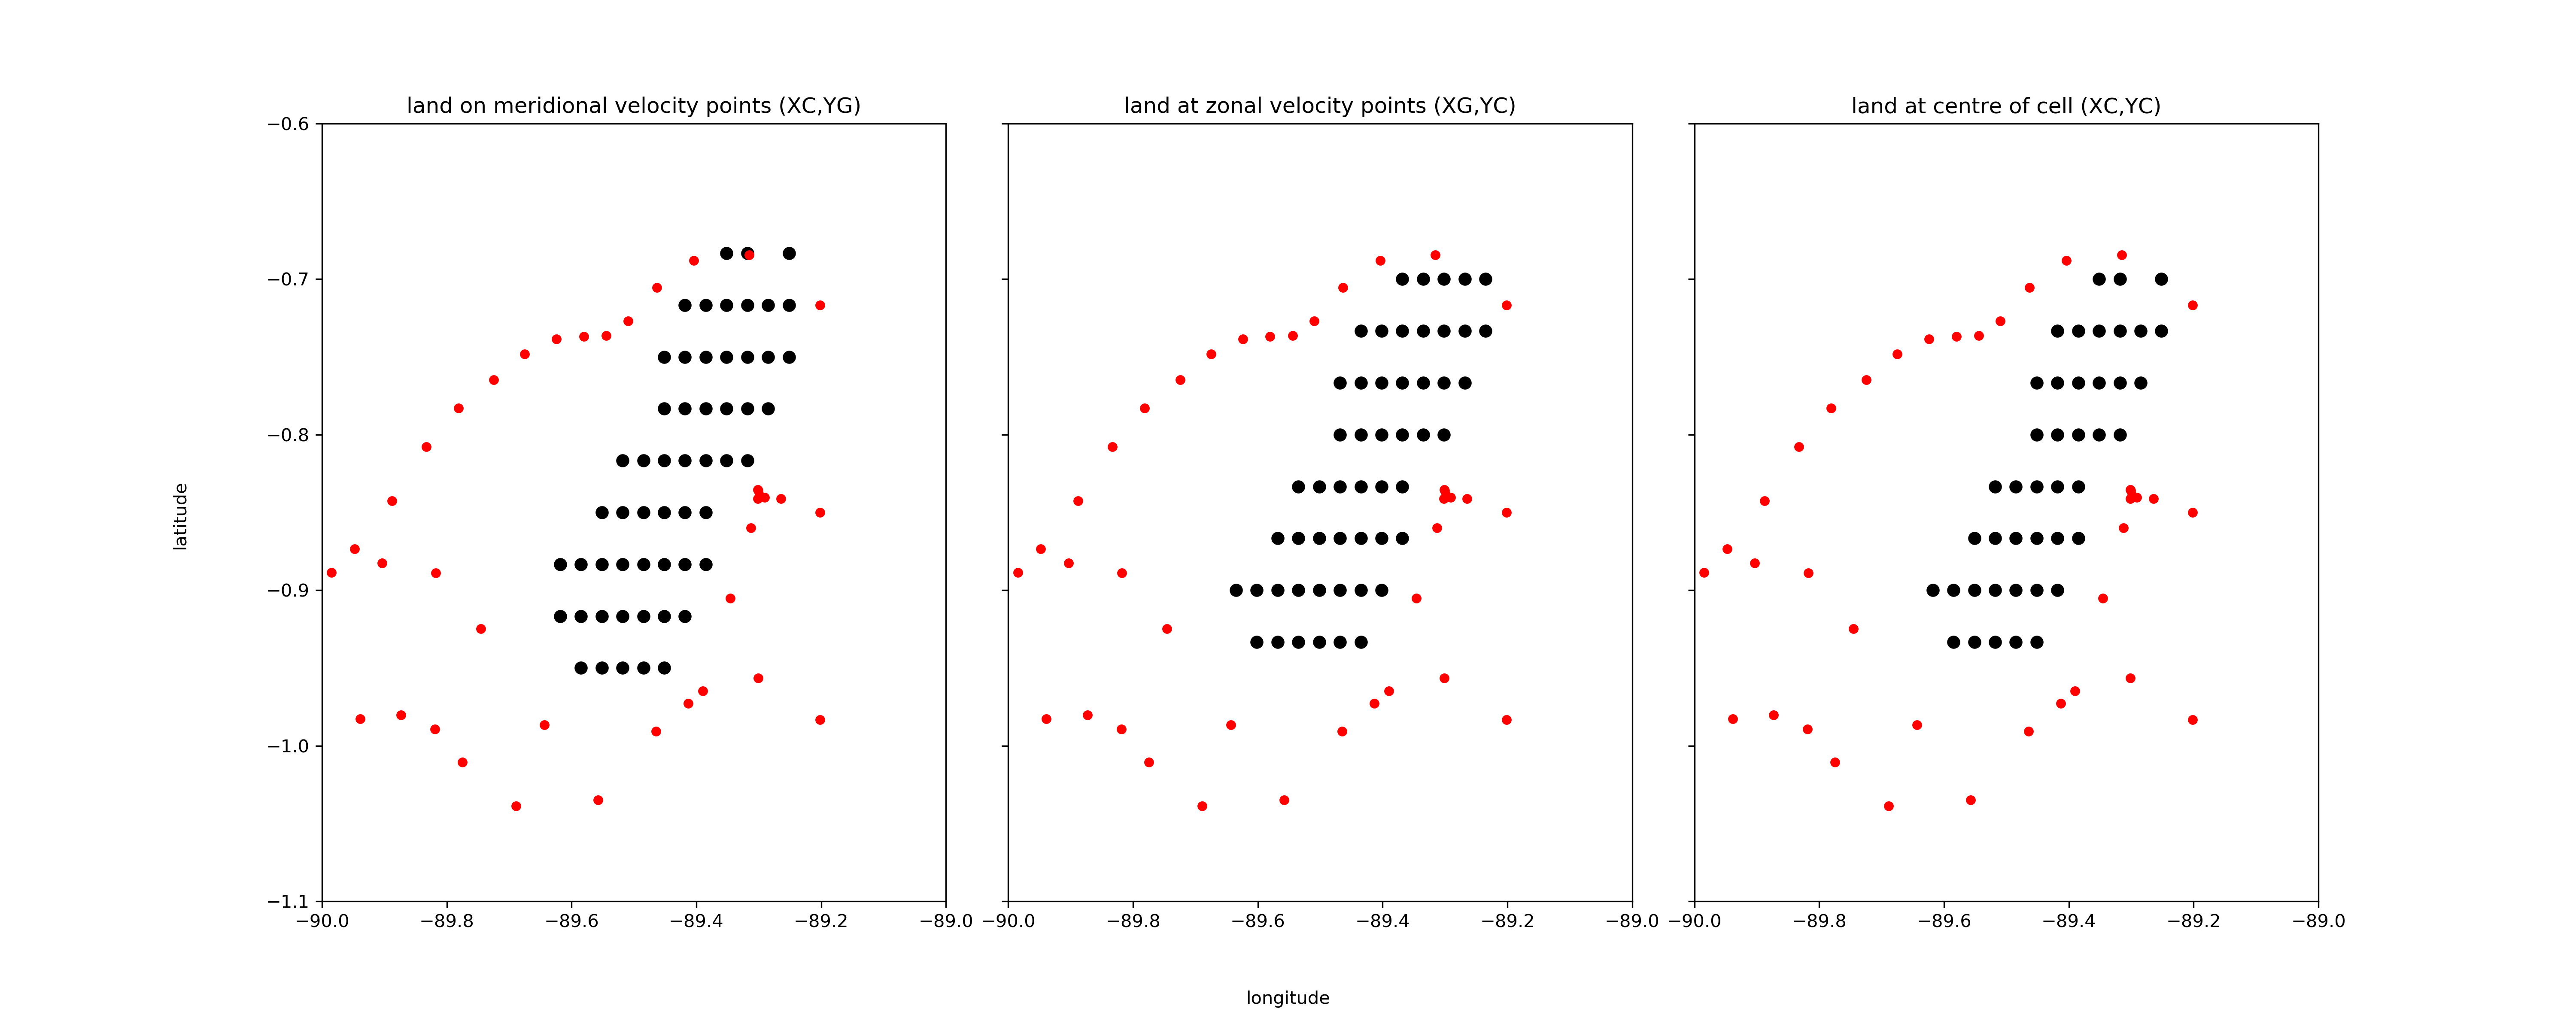 land on meridional velocity points (XC,YG)
land at zonal velocity points (XG,YC)
land at centre of cell (XC,YC)
−0.6
−0.7
−0.8
−0.9
−1.0
−1.1
latitude
−90.0 −89.8 −89.6 −89.4 −89.2 −89.0
−90.0 −89.8 −89.6 −89.4 −89.2 −89.0
−90.0 −89.8 −89.6 −89.4 −89.2 −89.0
longitude